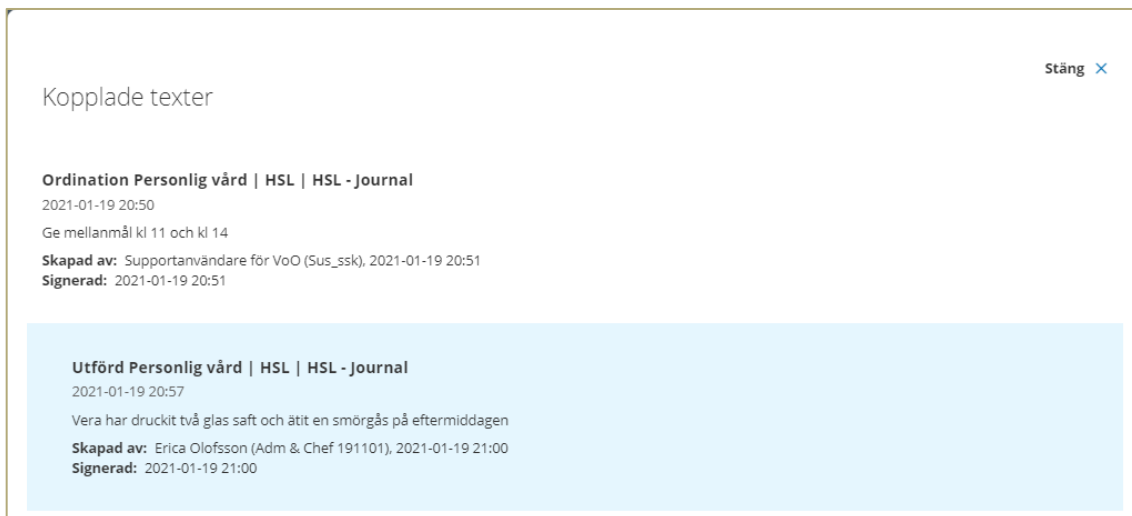 Stäng ×
Kopplade texter
Ordination Personlig vård | HSL | HSL - Journal
2021-01-19 20:50
Ge mellanmål kl 11 och kl 14
Skapad av: Supportanvändare för VoO (Sus_ssk), 2021-01-19 20:51
Signerad: 2021-01-19 20:51
Utförd Personlig vård | HSL | HSL - Journal
2021-01-19 20:57
Vera har druckit två glas saft och ätit en smörgås på eftermiddagen
Skapad av: Erica Olofsson (Adm & Chef 191101), 2021-01-19 21:00
Signerad: 2021-01-19 21:00